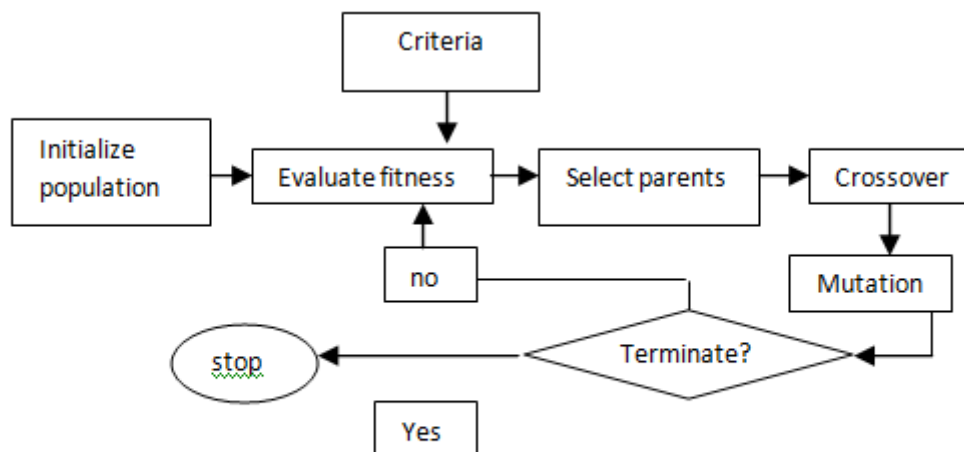 Criteria
Initialize
population
Evaluate fitness
Select parents
Crossover
no
Mutation
Terminate?
stop
Yes